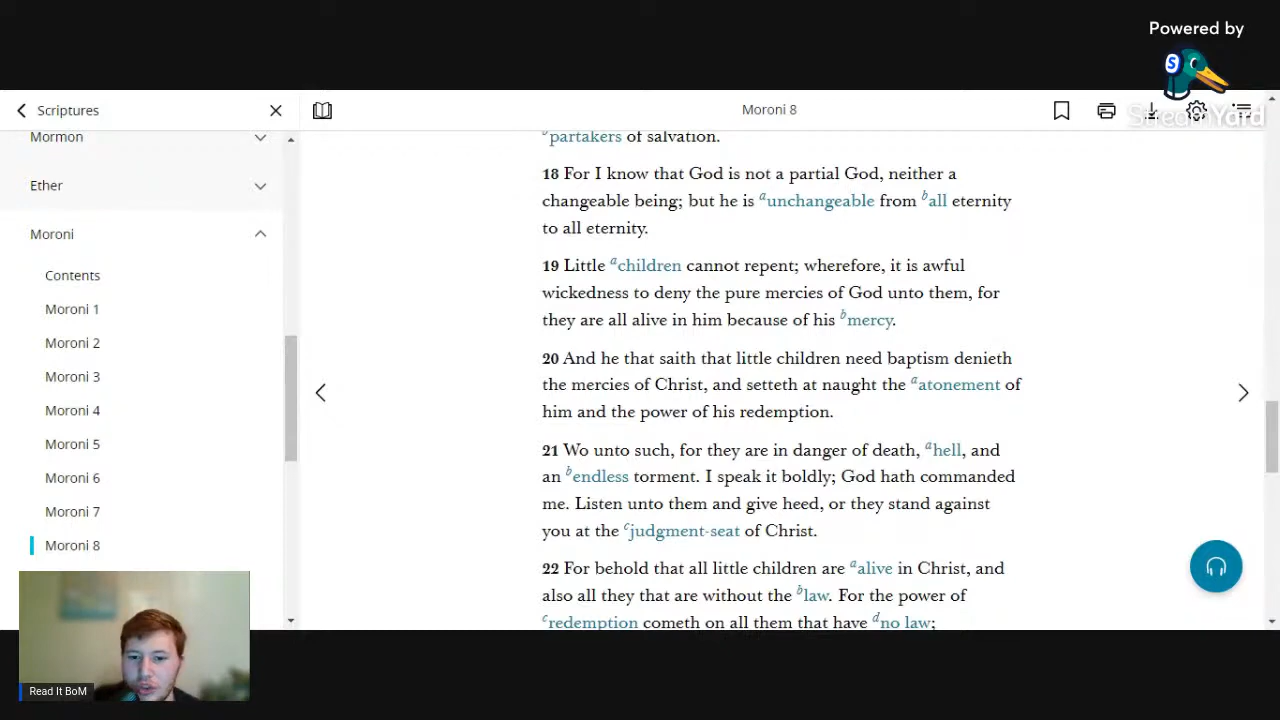 Powered by
StreamYard
Scriptures
Moroni 8
Mormon
Ether
Moroni
Contents
Moroni 1
Moroni 2
Moroni 3
Moroni 4
Moroni 5
Moroni 6
Moroni 7
Moroni 8
partakers of salvation.
18 For I know that God is not a partial God, neither a
changeable being; but he is a unchangeable from b all eternity
to all eternity.
19 Little a children cannot repent; wherefore, it is awful
wickedness to deny the pure mercies of God unto them, for
they are all alive in him because of his b mercy.
20 And he that saith that little children need baptism denieth
the mercies of Christ, and setteth at naught the a atonement of
him and the power of his redemption.
21 Wo unto such, for they are in danger of death, a hell, and
an b endless torment. I speak it boldly; God hath commanded
me. Listen unto them and give heed, or they stand against
you at the c judgment-seat of Christ.
22 For behold that all little children are a alive in Christ, and
also all they that are without the b law. For the power of
c redemption cometh on all them that have d no law;
Read It BoM